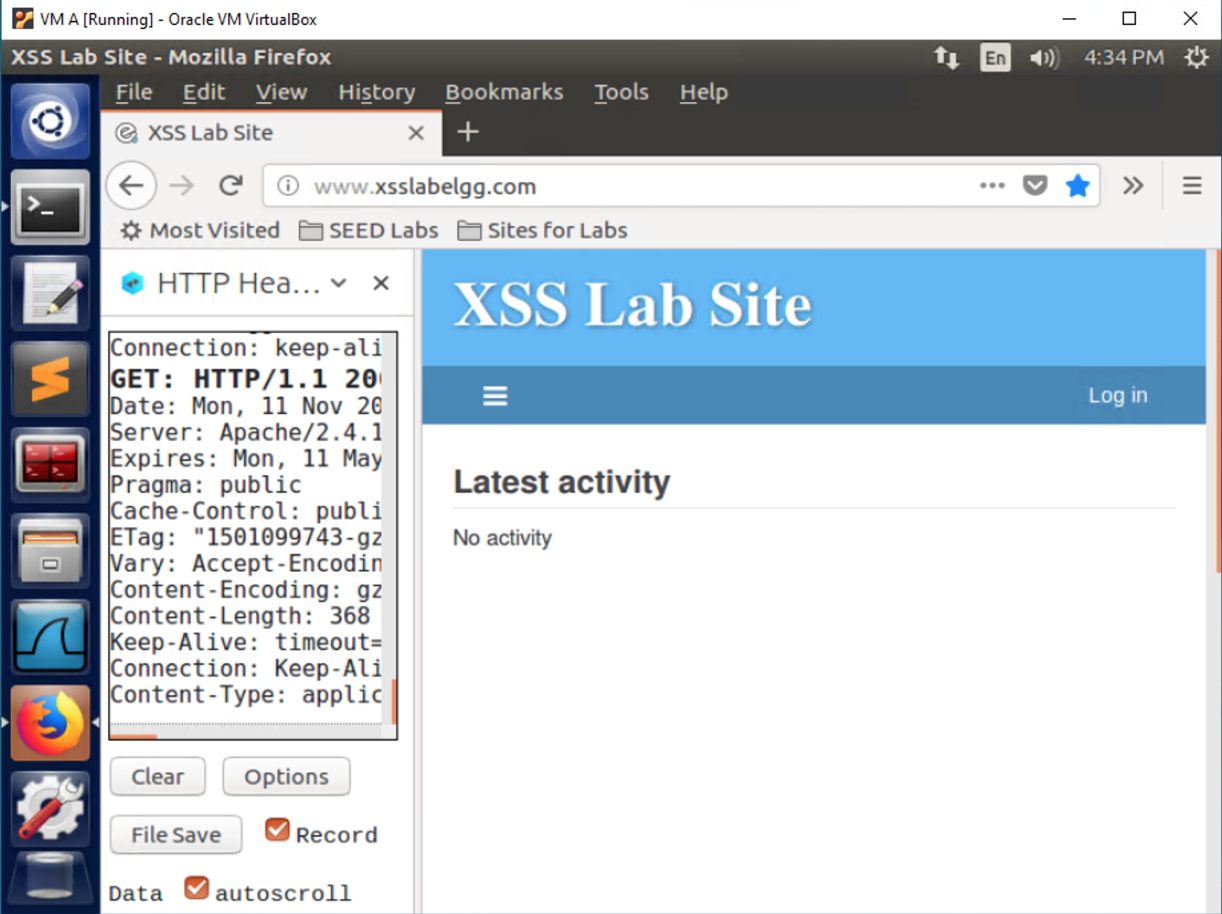 VM A [Running] - Oracle VM VirtualBox
XSS Lab Site - Mozilla Firefox
En
4:34 PM
File Edit View History Bookmarks Tools Help
XSS Lab Site
www.xsslabelgg.com
Most Visited SEED Labs Sites for Labs
HTTP Hea...
Connection: keep-ali
GET: HTTP/1.1 20
Date: Mon, 11 Nov 20
Server: Apache/2.4.1
Expires: Mon, 11 May
Pragma: public
Cache-Control: publi
ETag: "1501099743-gz
Vary: Accept-Encodin
Content-Encoding: gz
Content-Length: 368
Keep-Alive: timeout=
Connection: Keep-Ali
Content-Type: applic
Clear Options
File Save Record
Data autoscroll
XSS Lab Site
Log in
Latest activity
No activity